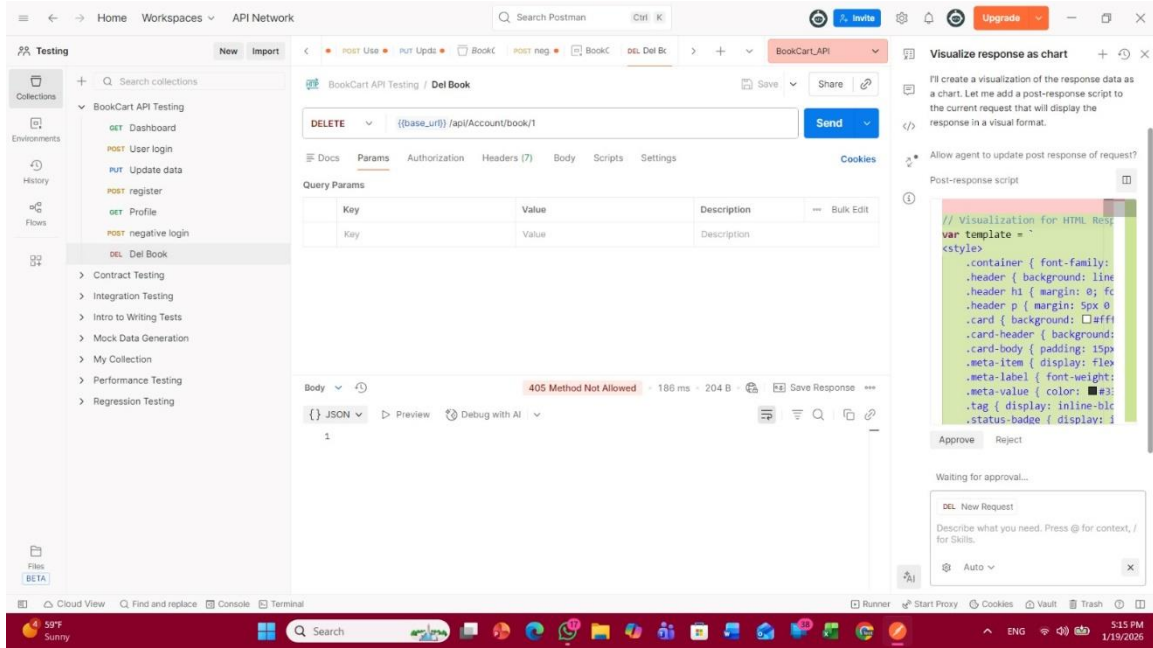 Home Workspaces API Network Search Postman Ctrl K Invite Upgrade
Testing New Import
Collections
Environments
History
Flows
Files
BETA
Search collections
BookCart API Testing
GET Dashboard
POST User login
PUT Update data
POST register
GET Profile
POST negative login
DEL Del Book
Contract Testing
Integration Testing
Intro to Writing Tests
Mock Data Generation
My Collection
Performance Testing
Regression Testing
POST Use PUT Upda BookC POST neg BookC DEL Del Bc BookCart_API
BookCart API Testing / Del Book Save Share
DELETE {{base_url}} /api/Account/book/1 Send
Docs Params Authorization Headers (7) Body Scripts Settings Cookies
Query Params
Key Value Description Bulk Edit
Key Value Description
Body 405 Method Not Allowed 186 ms 204 B Save Response
{} JSON Preview Debug with AI
1
Visualize response as chart
I'll create a visualization of the response data as
a chart. Let me add a post-response script to
the current request that will display the
response in a visual format.
Allow agent to update post response of request?
Post-response script
// Visualization for HTML Resp
var template = `
<style>
.container { font-family:
.header { background: line
.header h1 { margin: 0; fo
.header p { margin: 5px 0
.card { background: #fff
.card-header { background:
.card-body { padding: 15px
.meta-item { display: flex
.meta-label { font-weight:
.meta-value { color: #33
.tag { display: inline-blo
.status-badge { display: i
Approve Reject
Waiting for approval...
DEL New Request
Describe what you need. Press @ for context, /
for Skills.
Auto
AI
Cloud View Find and replace Console Terminal Runner Start Proxy Cookies Vault Trash
4 59°F
Sunny
Search
17
38
ENG
5:15 PM
1/19/2026